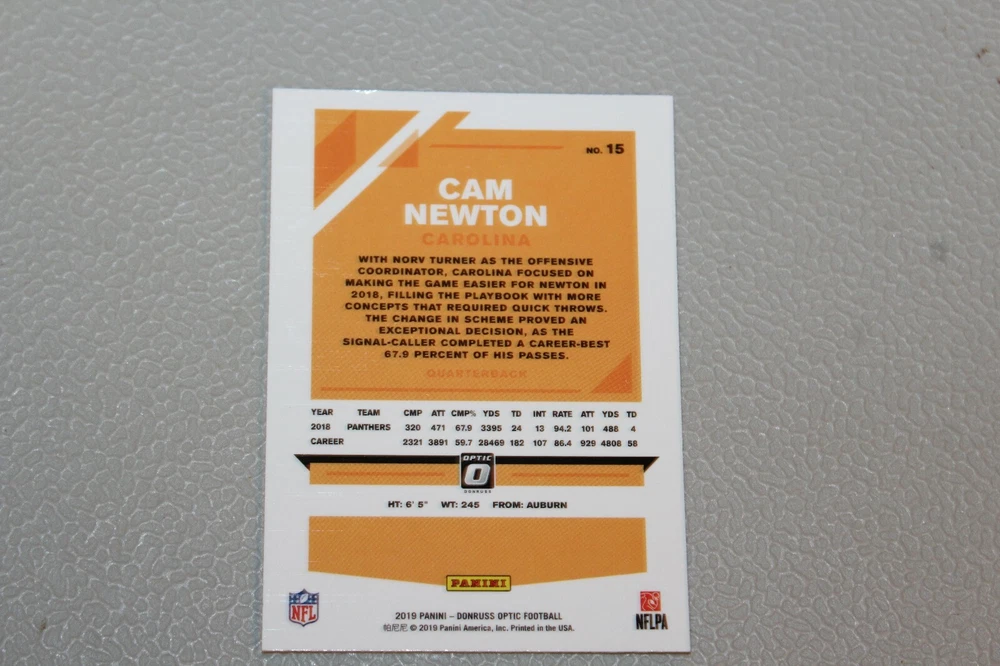 NO. 15
CAM
NEWTON
CAROLINA
WITH NORV TURNER AS THE OFFENSIVE
COORDINATOR, CAROLINA FOCUSED ON
MAKING THE GAME EASIER FOR NEWTON IN
2018, FILLING THE PLAYBOOK WITH MORE
CONCEPTS THAT REQUIRED QUICK THROWS.
THE CHANGE IN SCHEME PROVED AN
EXCEPTIONAL DECISION, AS THE
SIGNAL-CALLER COMPLETED A CAREER-BEST
67.9 PERCENT OF HIS PASSES.
QUARTERBACK
YEAR TEAM CMP ATT CMP% YDS TD INT RATE ATT YDS TD
2018 PANTHERS 320 471 67.9 3395 24 13 94.2 101 488 4
CAREER 2321 3891 59.7 28469 182 107 86.4 929 4806 58
OPTIC
O
DONRUSS
HT: 6' 5" WT: 245 FROM: AUBURN
PANINI
NFL
2019 PANINI – DONRUSS OPTIC FOOTBALL
帕尼尼 © 2019 Panini America, Inc. Printed in the USA.
NFLPA